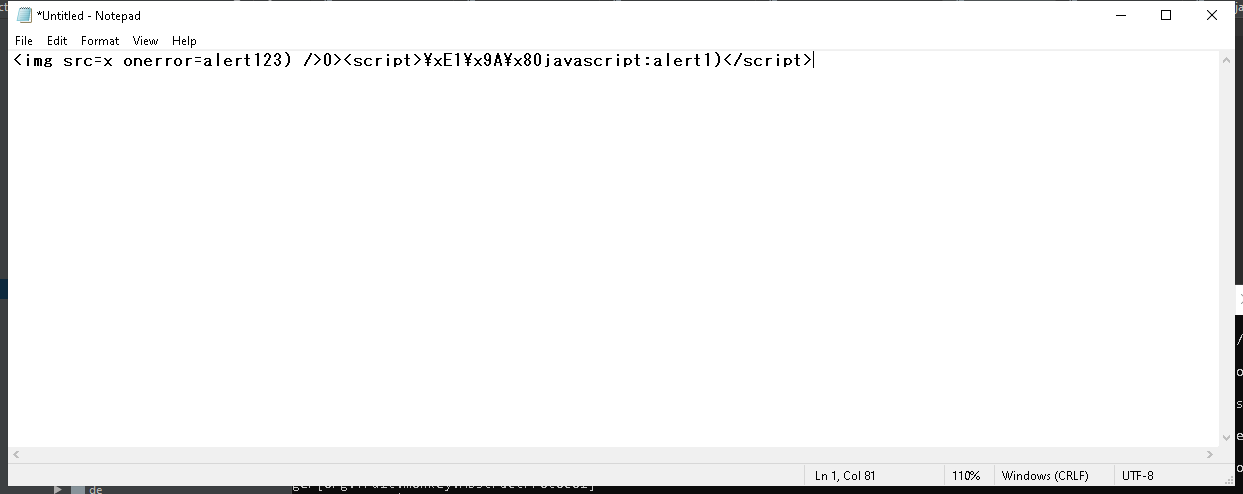 *Untitled - Notepad
File Edit Format View Help
<img src=x onerror=alert123) />0><script>¥xE1¥x9A¥x80javascript:alert1)</script>
Ln 1, Col 81 110% Windows (CRLF) UTF-8
de